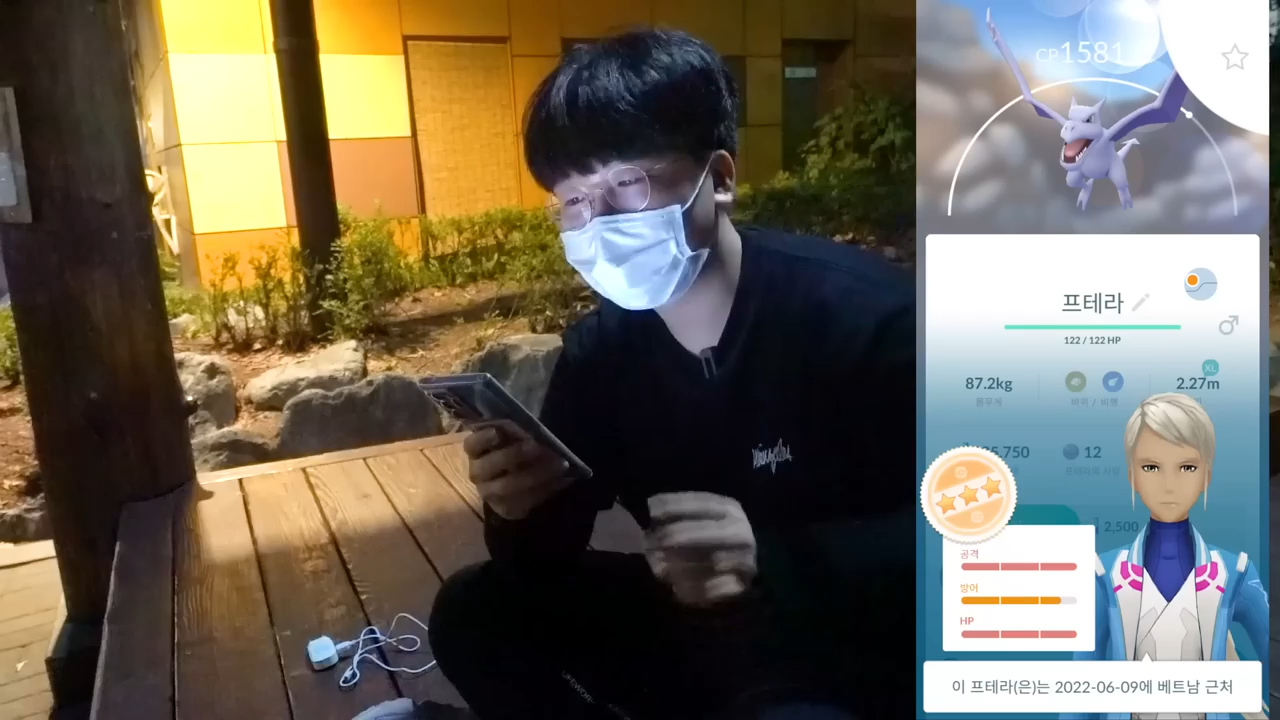 CP1581
프테라
122 / 122 HP
XL
87.2kg
2.27m
몸무게
바위 / 비행
12
2,500
공격
방어
HP
이 프테라(은)는 2022-06-09에 베트남 근처